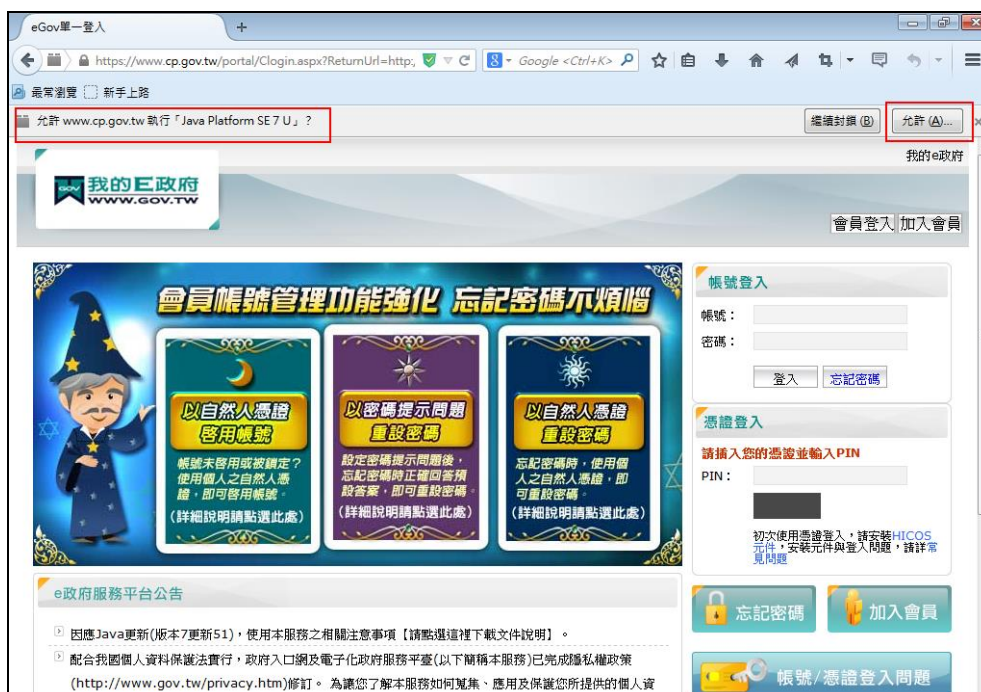 eGov單一登入
https://www.cp.gov.tw/portal/Clogin.aspx?ReturnUrl=http:
Google <Ctrl+K>
最常瀏覽 新手上路
允許 www.cp.gov.tw 執行「Java Platform SE 7 U」?
繼續封鎖 (B)
允許 (A)...
我的e政府
GOV 我的E政府
WWW.GOV.TW
會員登入 加入會員
會員帳號管理功能強化 忘記密碼不煩惱
以自然人憑證
啓用帳號
帳號未啓用或被鎖定?
使用個人之自然人憑
證,即可啓用帳號。
(詳細說明請點選此處)
以密碼提示問題
重設密碼
設定密碼提示問題後,
忘記密碼時正確回答預
設答案,即可重設密碼。
(詳細說明請點選此處)
以自然人憑證
重設密碼
忘記密碼時,使用個
人之自然人憑證,即
可重設密碼。
(詳細說明請點選此處)
帳號登入
帳號:
密碼:
登入 忘記密碼
憑證登入
請插入您的憑證並輸入PIN
PIN:
初次使用憑證登入,請安裝HICOS
元件,安裝元件與登入問題,請詳常
見問題
忘記密碼
加入會員
帳號/憑證登入問題
e政府服務平台公告
因應Java更新(版本7更新51),使用本服務之相關注意事項【請點選這裡下載文件說明】。
配合我國個人資料保護法實行,政府入口網及電子化政府服務平臺(以下簡稱本服務)已完成隱私權政策
(http://www.gov.tw/privacy.htm)修訂。 為讓您了解本服務如何蒐集、應用及保護您所提供的個人資